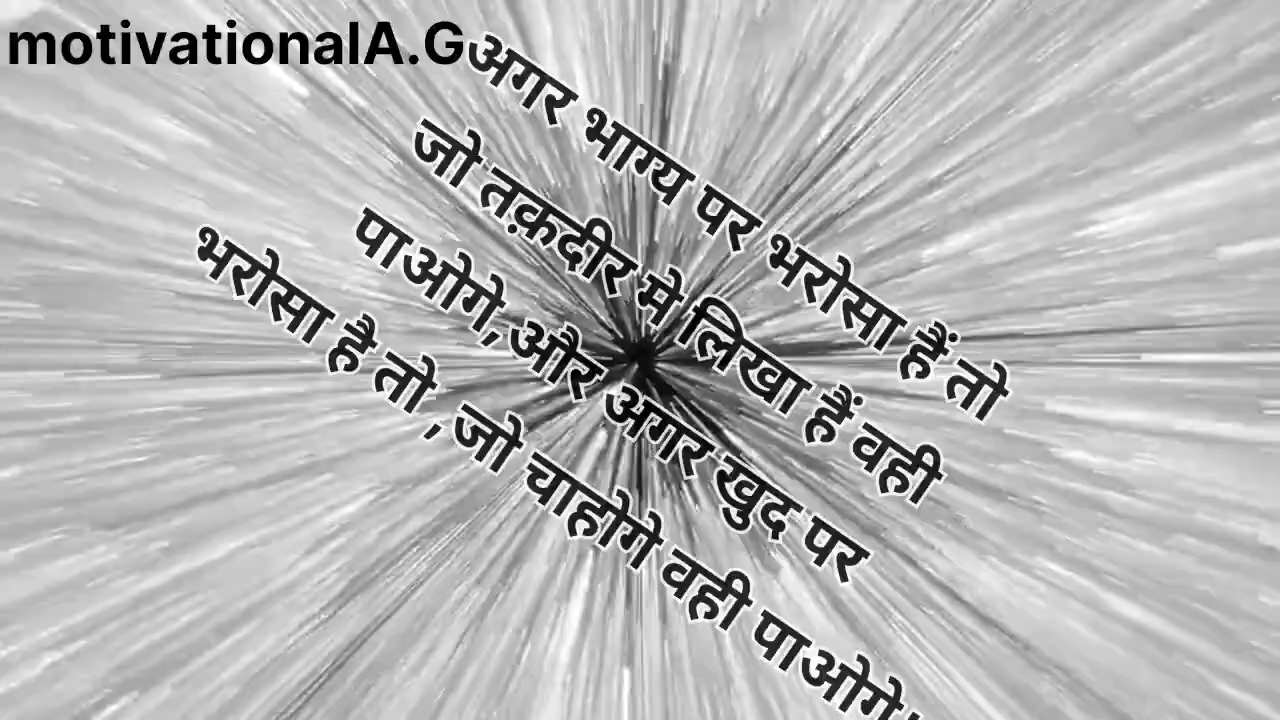 motivationalA.G
अगर भाग्य पर भरोसा हैं तो
जो तक़दीर मे लिखा हैं वही
पाओगे,और अगर खुद पर
भरोसा है तो ,जो चाहोगे वही पाओगे।